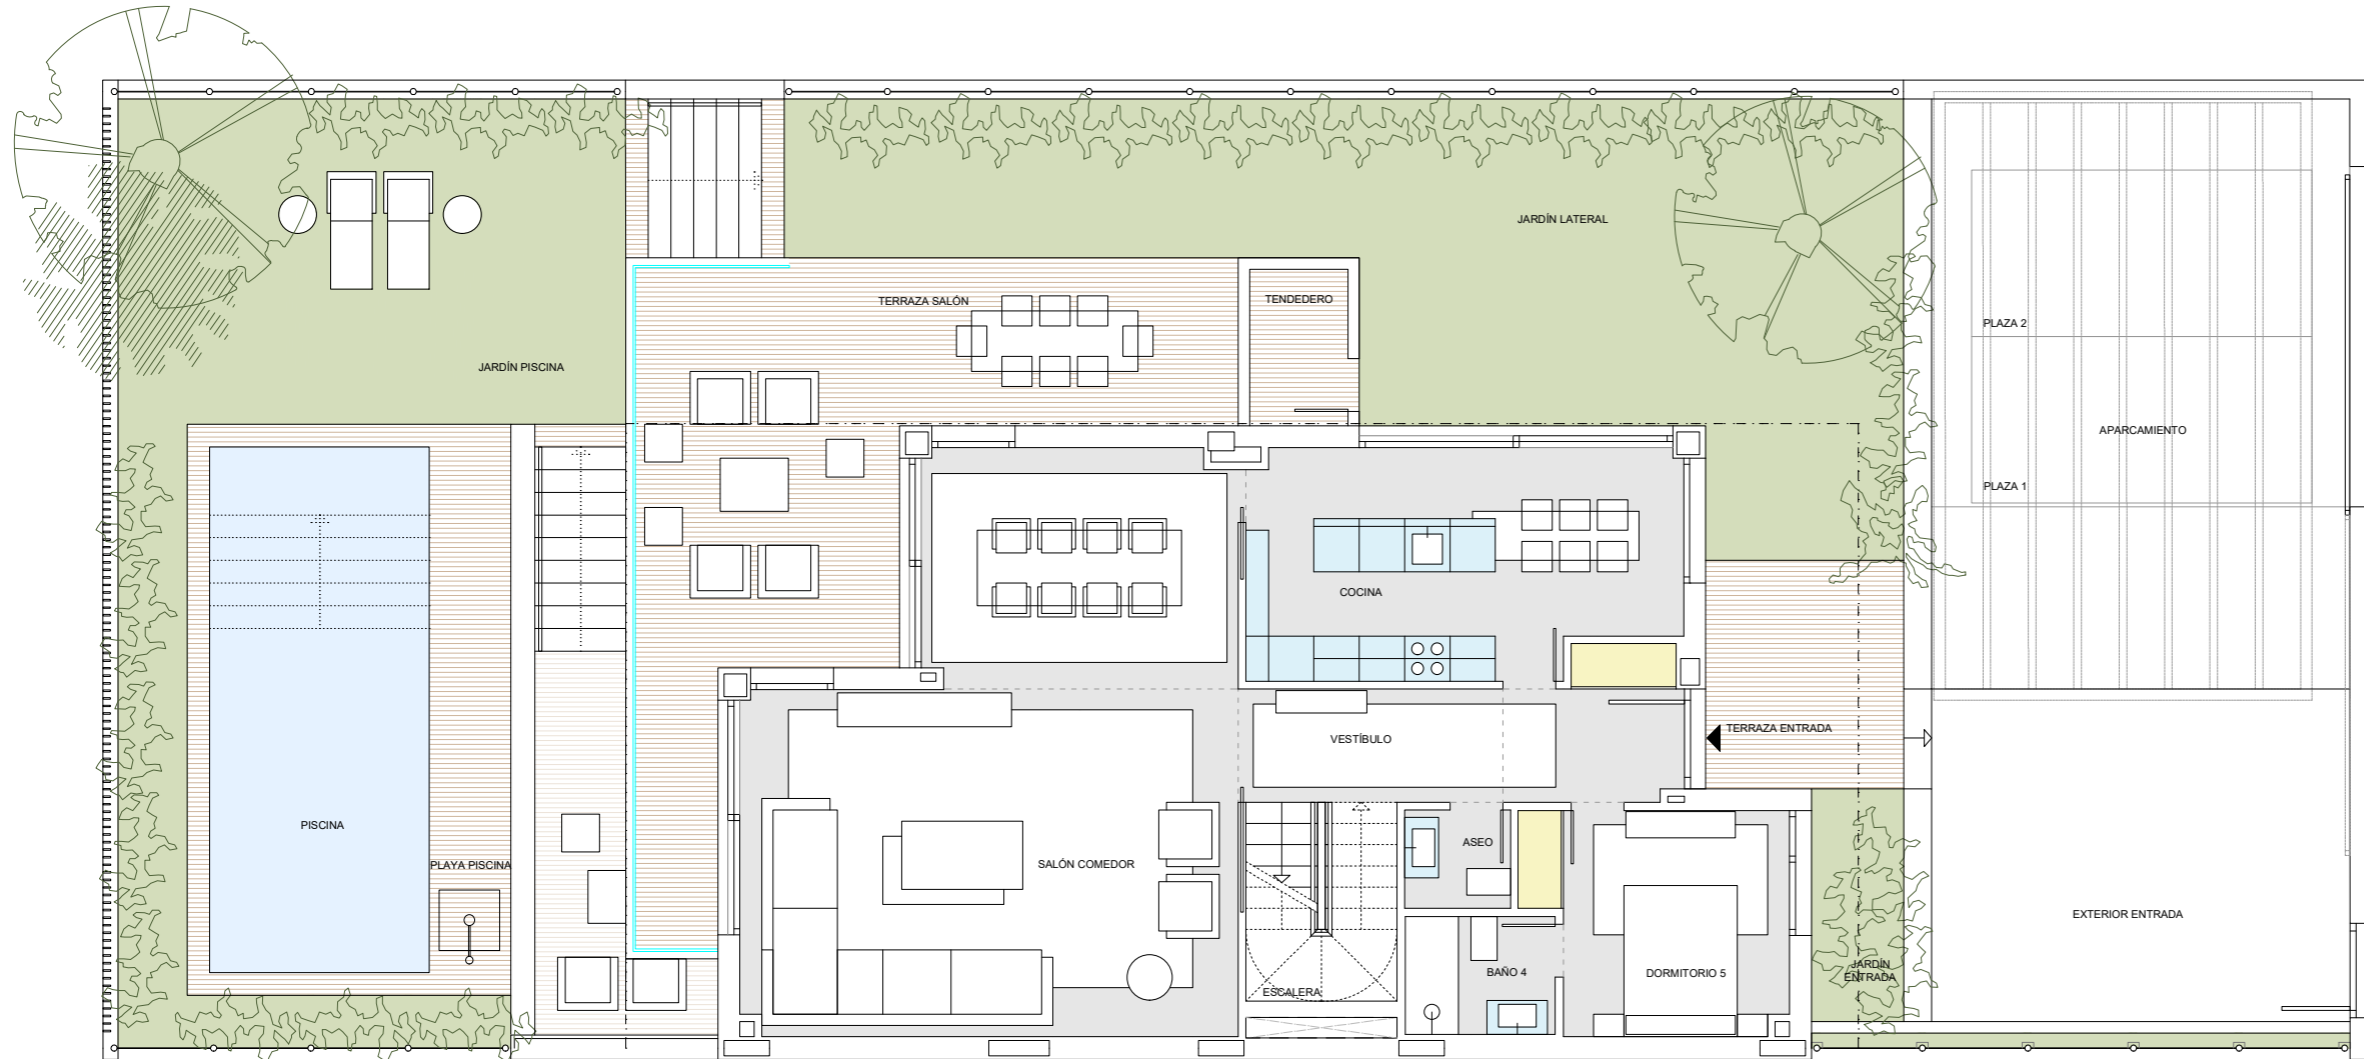 JARDÍN LATERAL
TERRAZA SALÓN
TENDEDERO
PLAZA 2
JARDÍN PISCINA
APARCAMIENTO
PLAZA 1
COCINA
TERRAZA ENTRADA
VESTÍBULO
PISCINA
ASEO
PLAYA PISCINA
SALÓN COMEDOR
EXTERIOR ENTRADA
JARDÍN
ENTRADA
BAÑO 4
DORMITORIO 5
ESCALERA